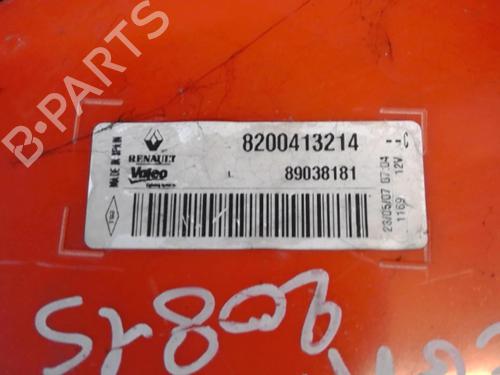 B-PARTS
MADE IN SPAIN
RENAULT
8200413214
Valeo
L
89038181
12V
23/05/07 07:04
1169